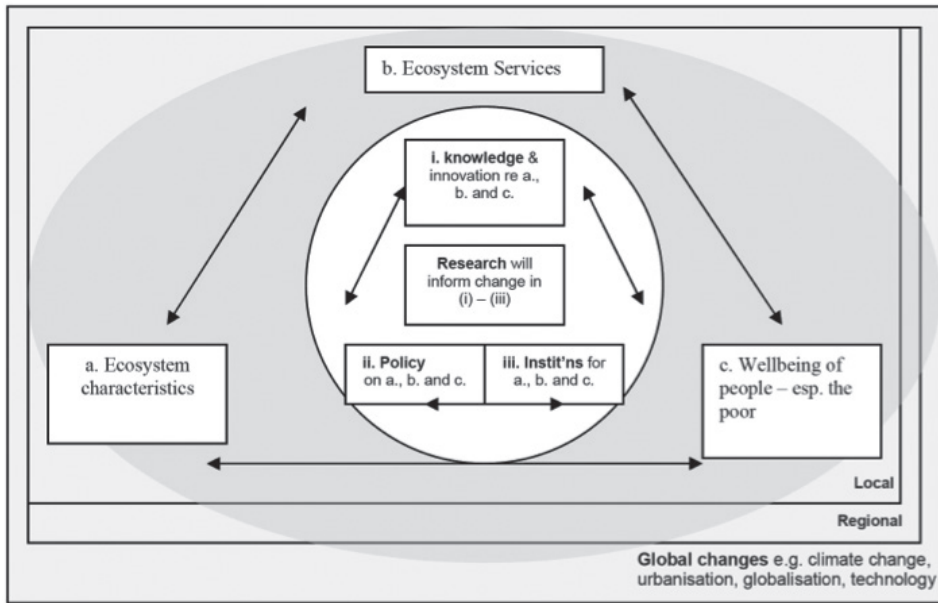 b. Ecosystem Services
i. knowledge &
innovation re a.,
b. and c.
Research will
inform change in
(i) – (iii)
a. Ecosystem
characteristics
ii. Policy
on a., b. and c.
iii. Instit'ns for
a., b. and c.
c. Wellbeing of
people – esp. the
poor
Local
Regional
Global changes e.g. climate change,
urbanisation, globalisation, technology